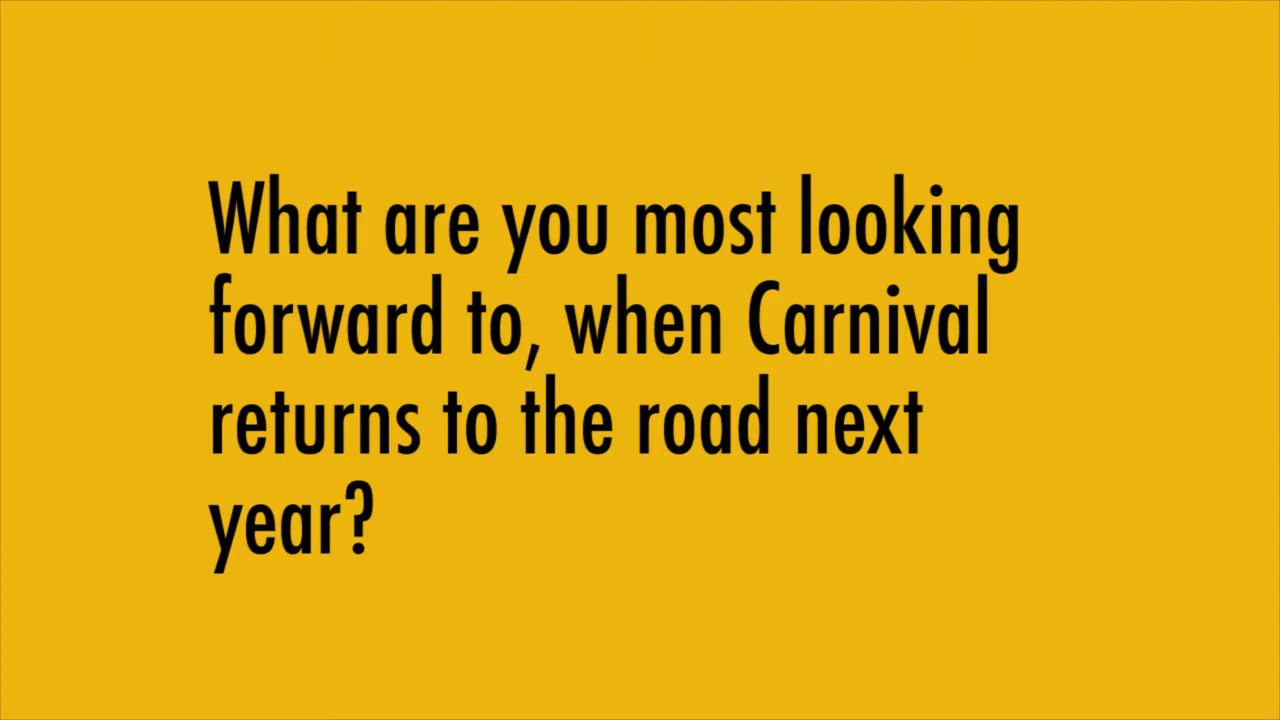 What are you most looking
forward to, when Carnival
returns to the road next
year?